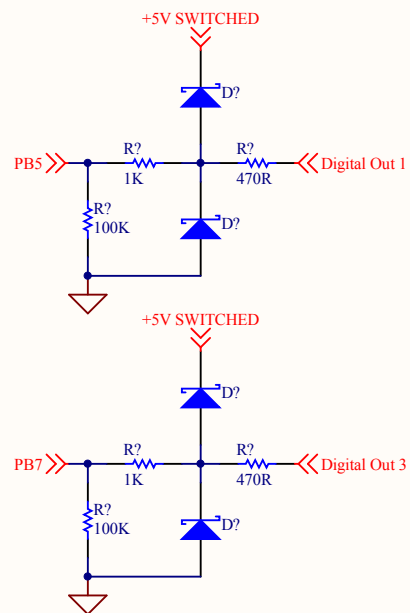 +5V SWITCHED
D?
R?
R?
PB5
Digital Out 1
1K
470R
R?
100K
D?
+5V SWITCHED
D?
R?
R?
PB7
Digital Out 3
1K
470R
R?
100K
D?